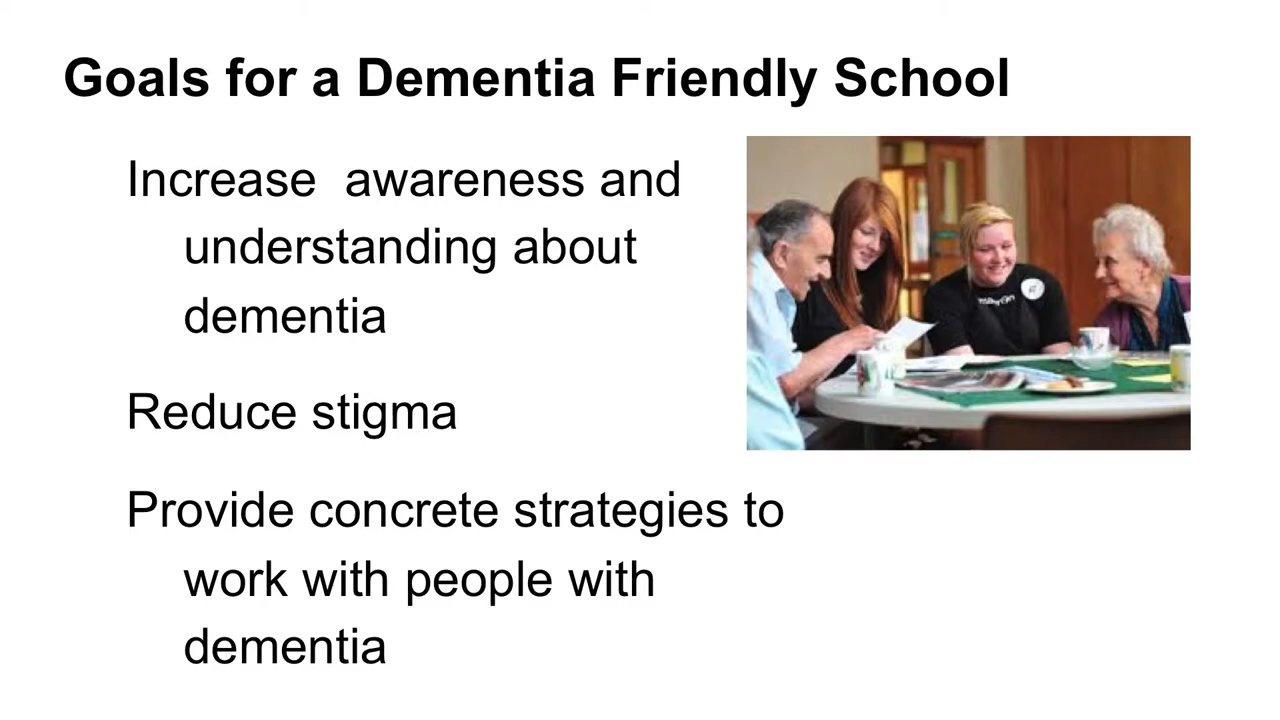 Goals for a Dementia Friendly School
Increase  awareness and
understanding about
dementia
Reduce stigma
Provide concrete strategies to
work with people with
dementia